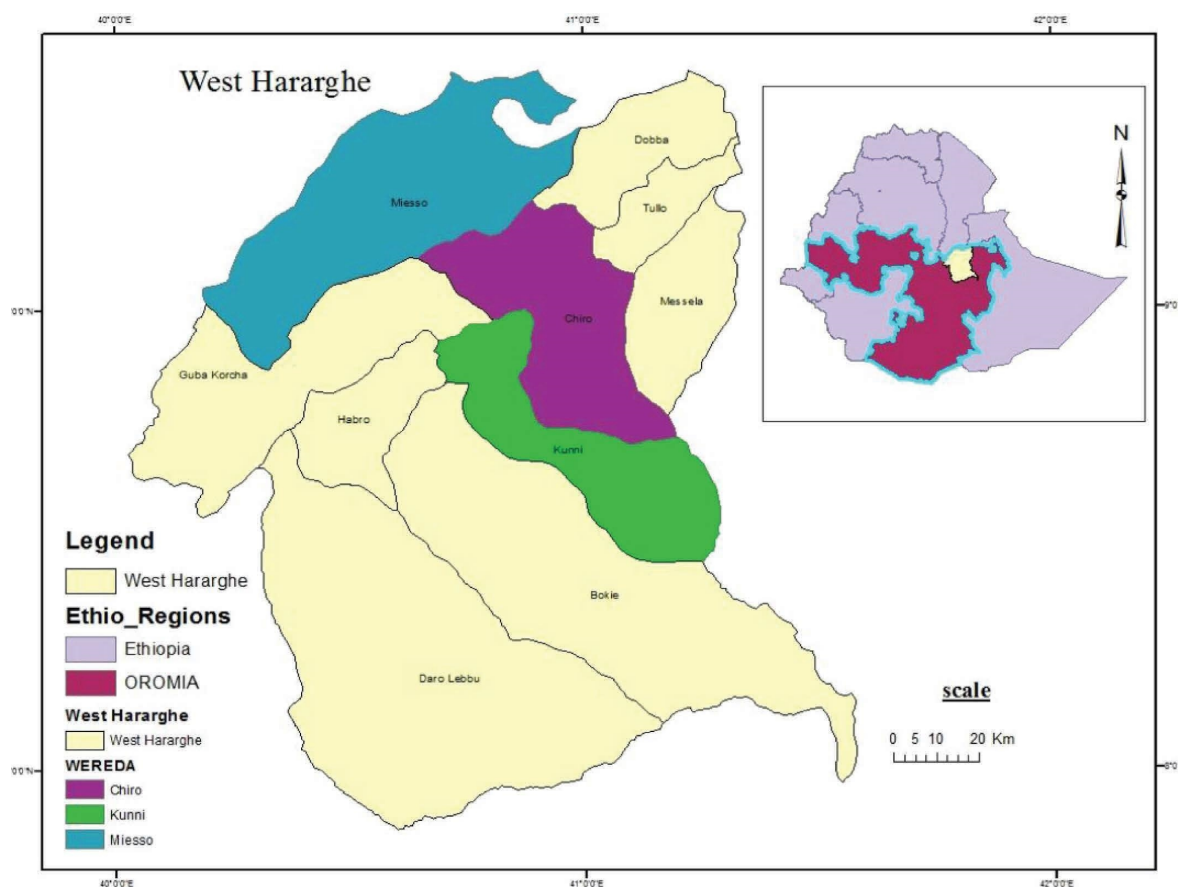 40°0'0"E 41°0'0"E 42°0'0"E
West Hararghe
N
Dobba
Tullo
Miesso
Messela
Chiro
Guba Korcha
Habro
Kunni
Bokie
Daro Lebbu
Legend
West Hararghe
Ethio_Regions
Ethiopia
OROMIA
West Hararghe
West Hararghe
WEREDA
Chiro
Kunni
Miesso
scale
0 5 10 20 Km
40°0'0"E 41°0'0"E 42°0'0"E